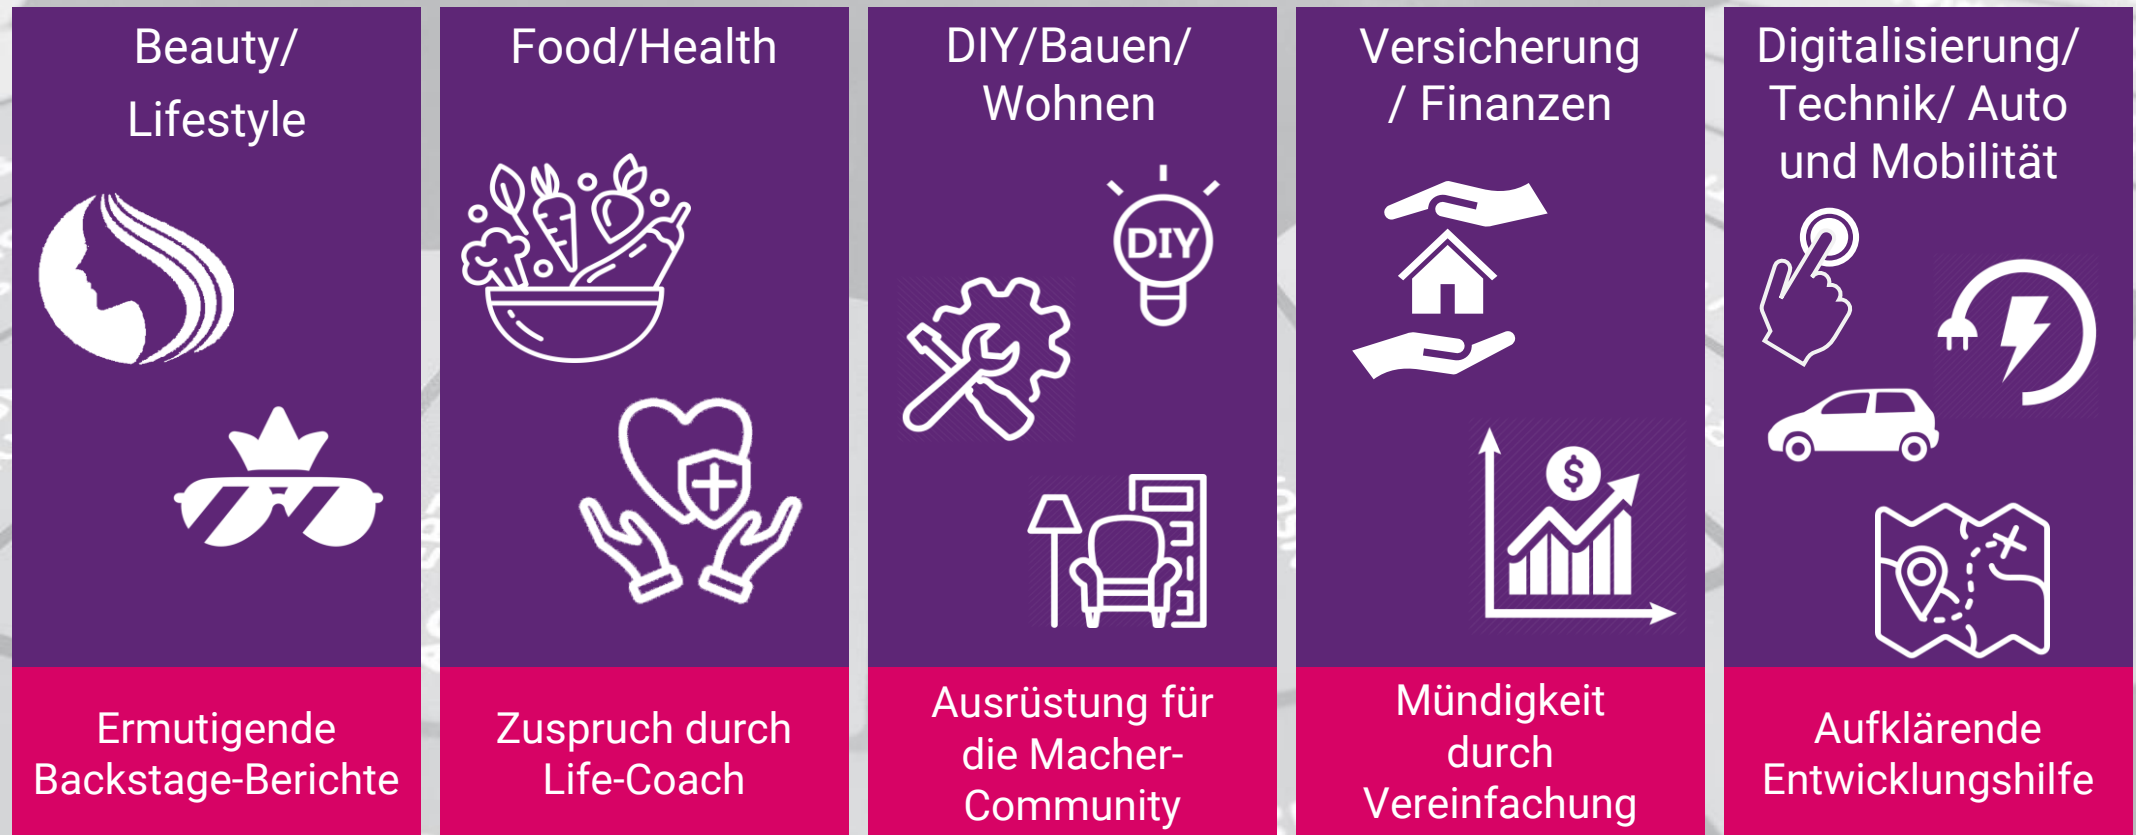 Beauty/
Lifestyle
Ermutigende
Backstage-Berichte
Food/Health
Zuspruch durch
Life-Coach
DIY/Bauen/
Wohnen
DIY
Ausrüstung für
die Macher-
Community
Versicherung
/ Finanzen
$
Mündigkeit
durch
Vereinfachung
Digitalisierung/
Technik/ Auto
und Mobilität
Aufklärende
Entwicklungshilfe